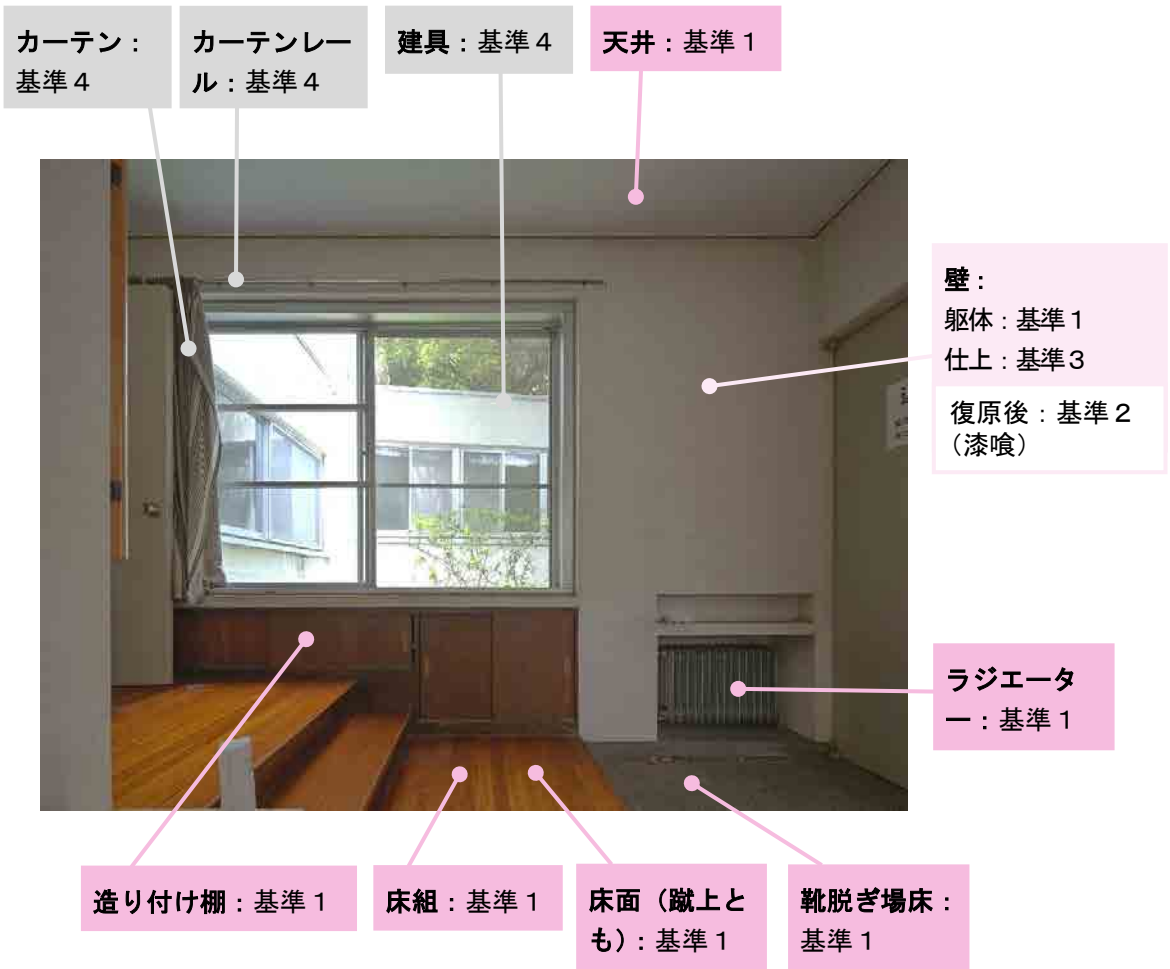 カーテン：
基準４
カーテンレー
ル：基準４
建具：基準４
天井：基準１
壁：
躯体：基準１
仕上：基準３
復原後：基準２
（漆喰）
ラジエータ
ー：基準１
造り付け棚：基準１
床組：基準１
床面（蹴上と
も）：基準１
靴脱ぎ場床：
基準１